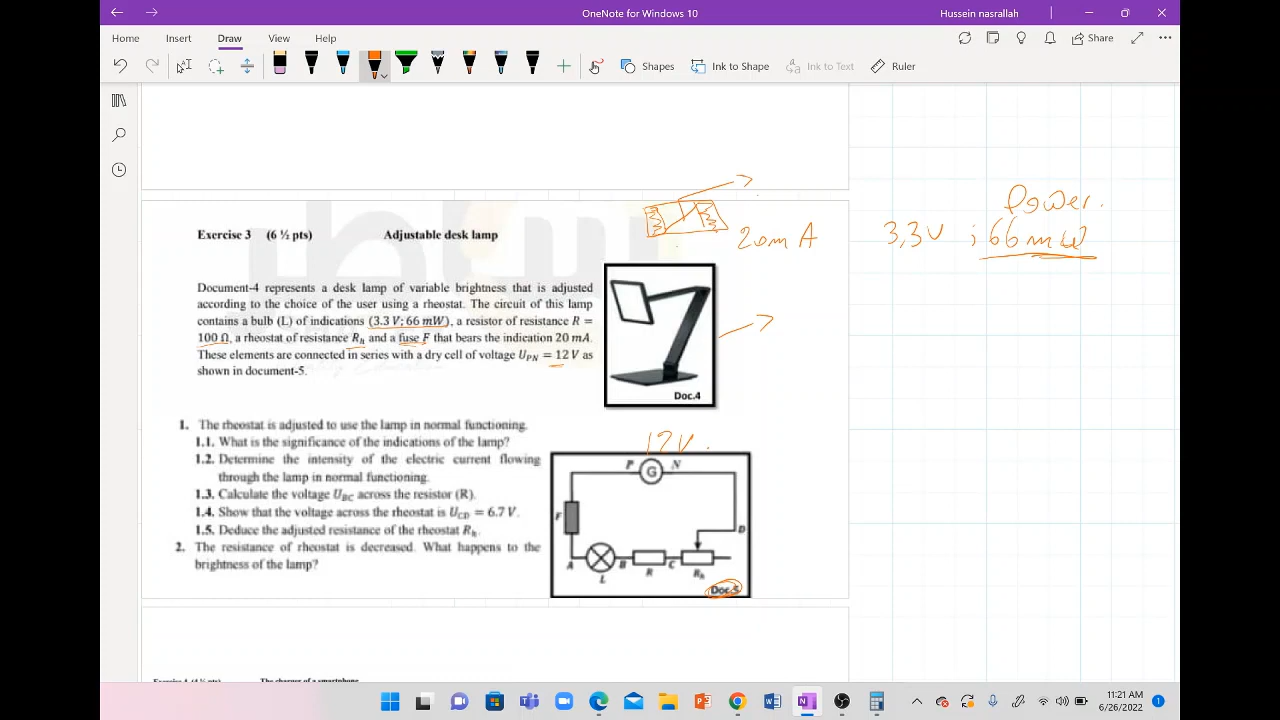 OneNote for Windows 10
Hussein nasrallah
Home Insert Draw View Help
Share
Shapes Ink to Shape Ink to Text Ruler
Power.
3,3V ; 66 mW
20m A
Exercise 3 (6 ½ pts) Adjustable desk lamp
Document-4 represents a desk lamp of variable brightness that is adjusted
according to the choice of the user using a rheostat. The circuit of this lamp
contains a bulb (L) of indications (3.3 V; 66 mW), a resistor of resistance R =
100 Ω, a rheostat of resistance Rh and a fuse F that bears the indication 20 mA.
These elements are connected in series with a dry cell of voltage UPN = 12 V as
shown in document-5.
Doc.4
1. The rheostat is adjusted to use the lamp in normal functioning.
1.1. What is the significance of the indications of the lamp?
1.2. Determine the intensity of the electric current flowing
through the lamp in normal functioning.
1.3. Calculate the voltage UBC across the resistor (R).
1.4. Show that the voltage across the rheostat is UCD = 6.7 V.
1.5. Deduce the adjusted resistance of the rheostat Rh.
2. The resistance of rheostat is decreased. What happens to the
brightness of the lamp?
12V.
P G N
F D
A B C
L R Rh
Doc.5
The charger of a smartphone
11:21 AM
6/26/2022
1